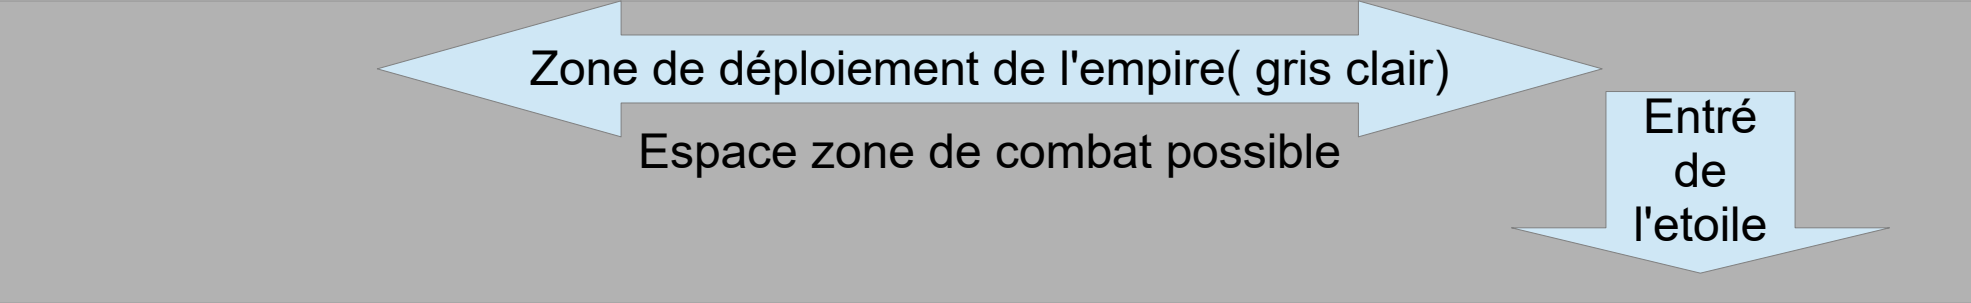 Zone de déploiement de l'empire( gris clair)
Espace zone de combat possible
Entré
de
l'etoile